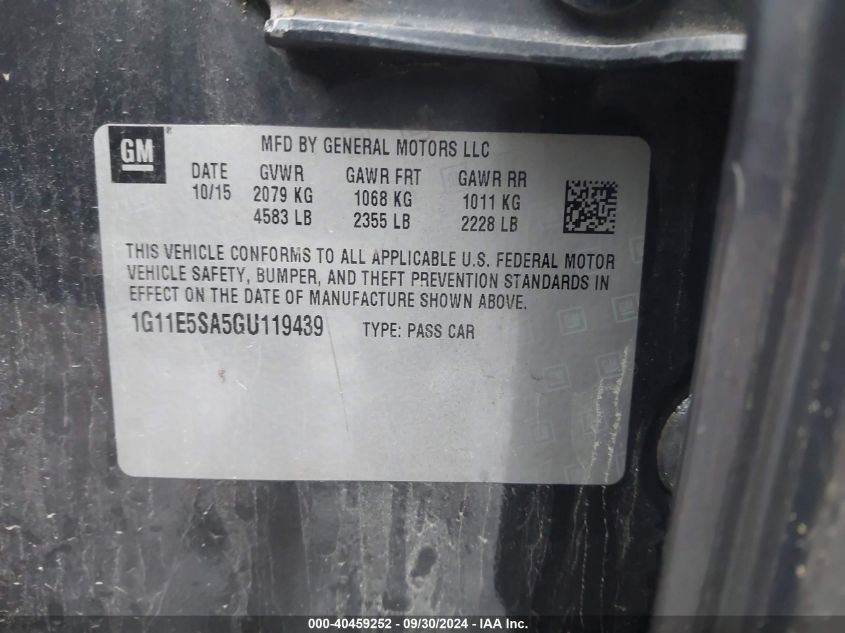 GM ®
MFD BY GENERAL MOTORS LLC
DATE GVWR GAWR FRT GAWR RR
10/15 2079 KG 1068 KG 1011 KG
4583 LB 2355 LB 2228 LB
THIS VEHICLE CONFORMS TO ALL APPLICABLE U.S. FEDERAL MOTOR
VEHICLE SAFETY, BUMPER, AND THEFT PREVENTION STANDARDS IN
EFFECT ON THE DATE OF MANUFACTURE SHOWN ABOVE.
1G11E5SA5GU119439 TYPE: PASS CAR
000-40459252 - 09/30/2024 - IAAI.com